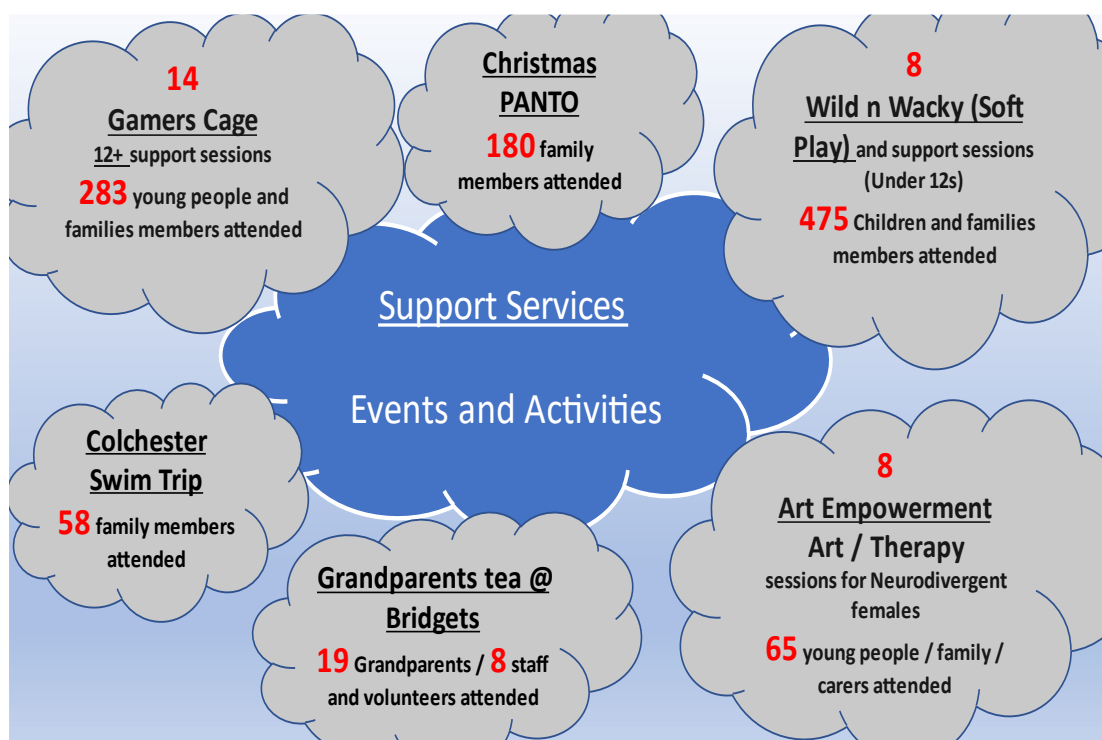 14
Gamers Cage
12+ support sessions
283 young people and
families members attended
Christmas
PANTO
180 family
members attended
8
Wild n Wacky (Soft
Play) and support sessions
(Under 12s)
475 Children and families
members attended
Support Services
Events and Activities
Colchester
Swim Trip
58 family members
attended
Grandparents tea @
Bridgets
19 Grandparents / 8 staff
and volunteers attended
8
Art Empowerment
Art / Therapy
sessions for Neurodivergent
females
65 young people / family /
carers attended